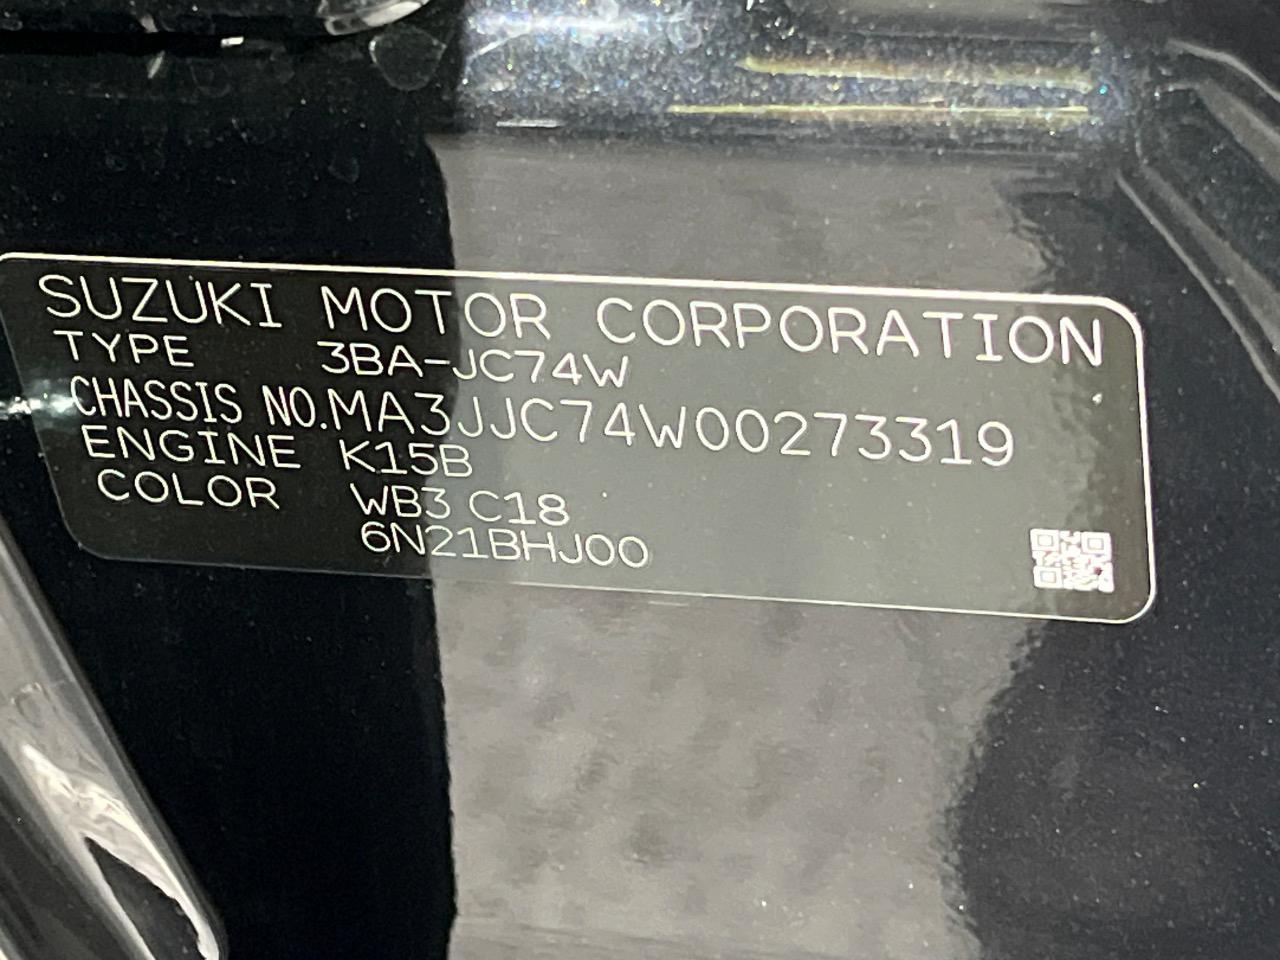 SUZUKI MOTOR CORPORATION
TYPE 3BA-JC74W
CHASSIS NO.MA3JJC74W00273319
ENGINE K15B
COLOR WB3 C18
6N21BHJ00